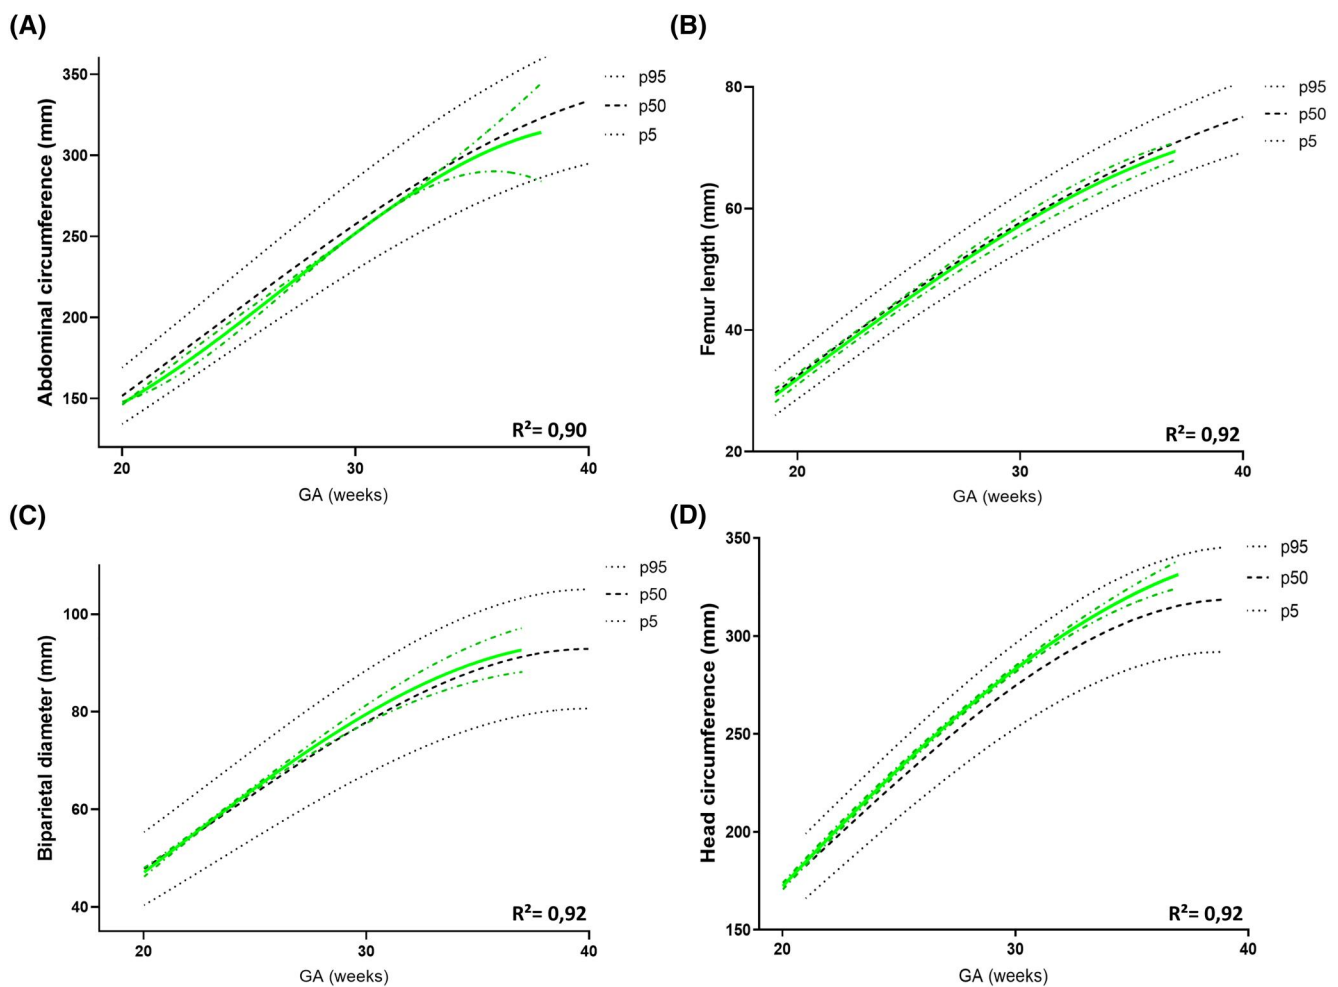 (A)
Abdominal circumference (mm)
350
300
250
200
150
20
30
40
GA (weeks)
R²= 0,90
p95
p50
p5
(B)
Femur length (mm)
80
60
40
20
20
30
40
GA (weeks)
R²= 0,92
p95
p50
p5
(C)
Biparietal diameter (mm)
100
80
60
40
20
30
40
GA (weeks)
R²= 0,92
p95
p50
p5
(D)
Head circumference (mm)
350
300
250
200
150
20
30
40
GA (weeks)
R²= 0,92
p95
p50
p5